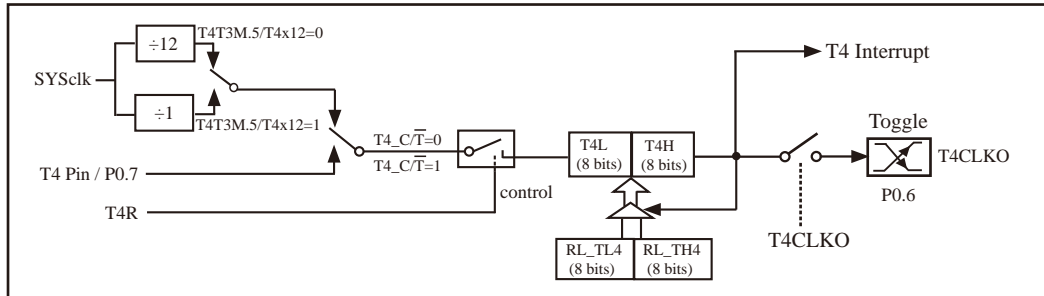 T4T3M.5/T4x12=0
÷12
SYSclk
÷1
T4T3M.5/T4x12=1
T4_C/T̅=0
T4_C/T̅=1
T4 Pin / P0.7
T4R
control
T4L
(8 bits)
T4H
(8 bits)
T4 Interrupt
Toggle
T4CLKO
P0.6
T4CLKO
RL_TL4
(8 bits)
RL_TH4
(8 bits)